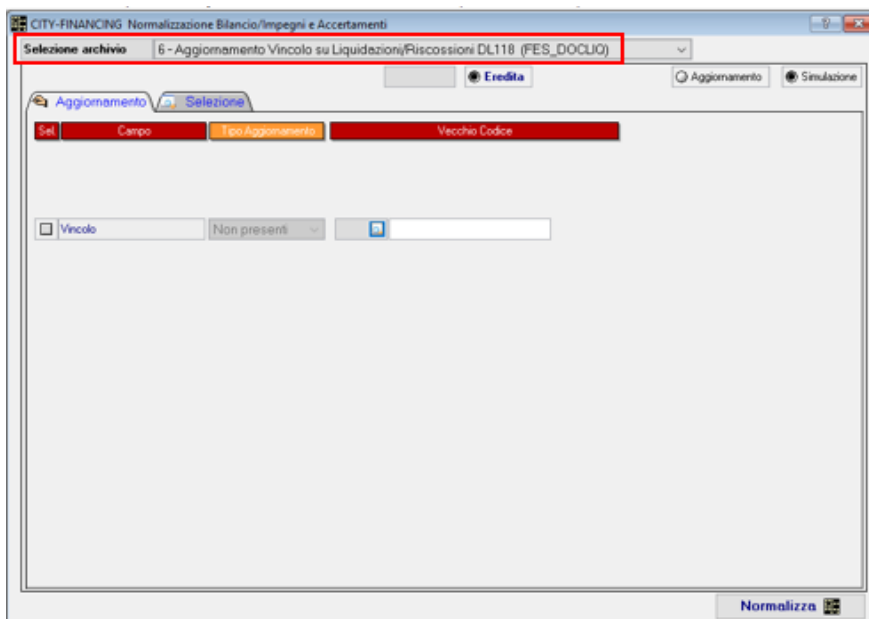 CITY-FINANCING Normalizzazione Bilancio/Impegni e Accertamenti
Selezione archivio 6 - Aggiornamento Vincolo su Liquidazioni/Riscossioni DL118 (FES_DOCLIQ)
Eredita Aggiornamento Simulazione
Aggiornamento Selezione
Sel. Campo Tipo Aggiornamento Vecchio Codice
Vincolo Non presenti
Normalizza